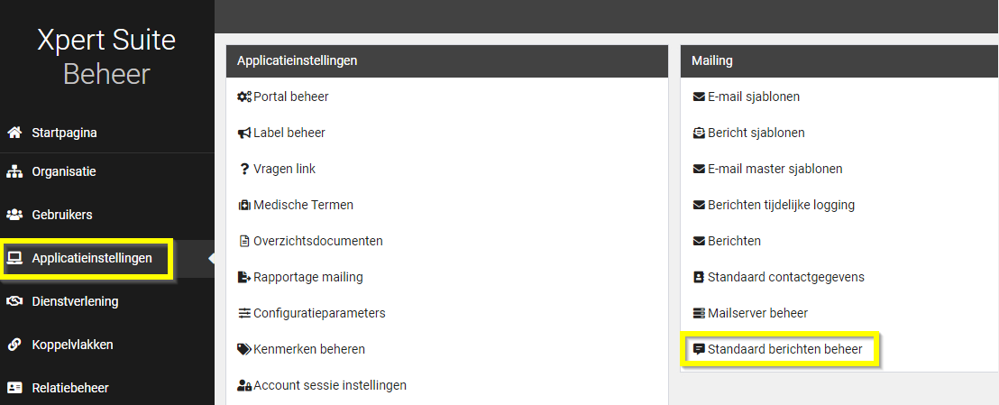 Xpert Suite
Beheer
Startpagina
Organisatie
Gebruikers
Applicatieinstellingen
Dienstverlening
Koppelvlakken
Relatiebeheer
Applicatieinstellingen
Portal beheer
Label beheer
Vragen link
Medische Termen
Overzichtsdocumenten
Rapportage mailing
Configuratieparameters
Kenmerken beheren
Account sessie instellingen
Mailing
E-mail sjablonen
Bericht sjablonen
E-mail master sjablonen
Berichten tijdelijke logging
Berichten
Standaard contactgegevens
Mailserver beheer
Standaard berichten beheer